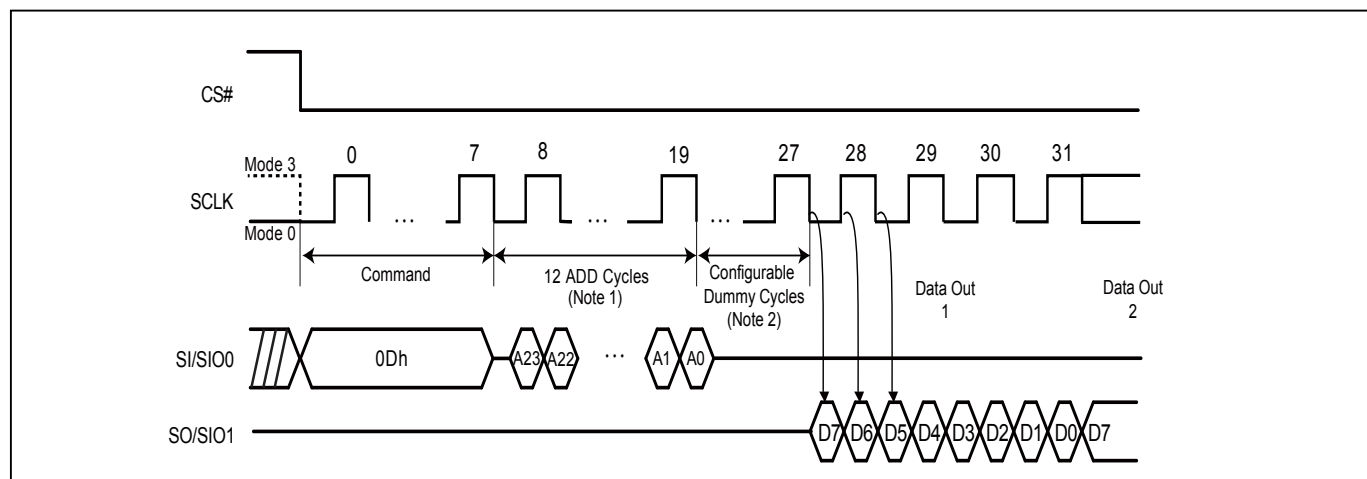 CS#
0 7 8 19 27 28 29 30 31
Mode 3
SCLK
... ... ...
Mode 0
Command
12 ADD Cycles
(Note 1)
Configurable
Dummy Cycles
(Note 2)
Data Out
1
Data Out
2
SI/SIO0
0Dh
A23 A22 ... A1 A0
SO/SIO1
D7 D6 D5 D4 D3 D2 D1 D0 D7